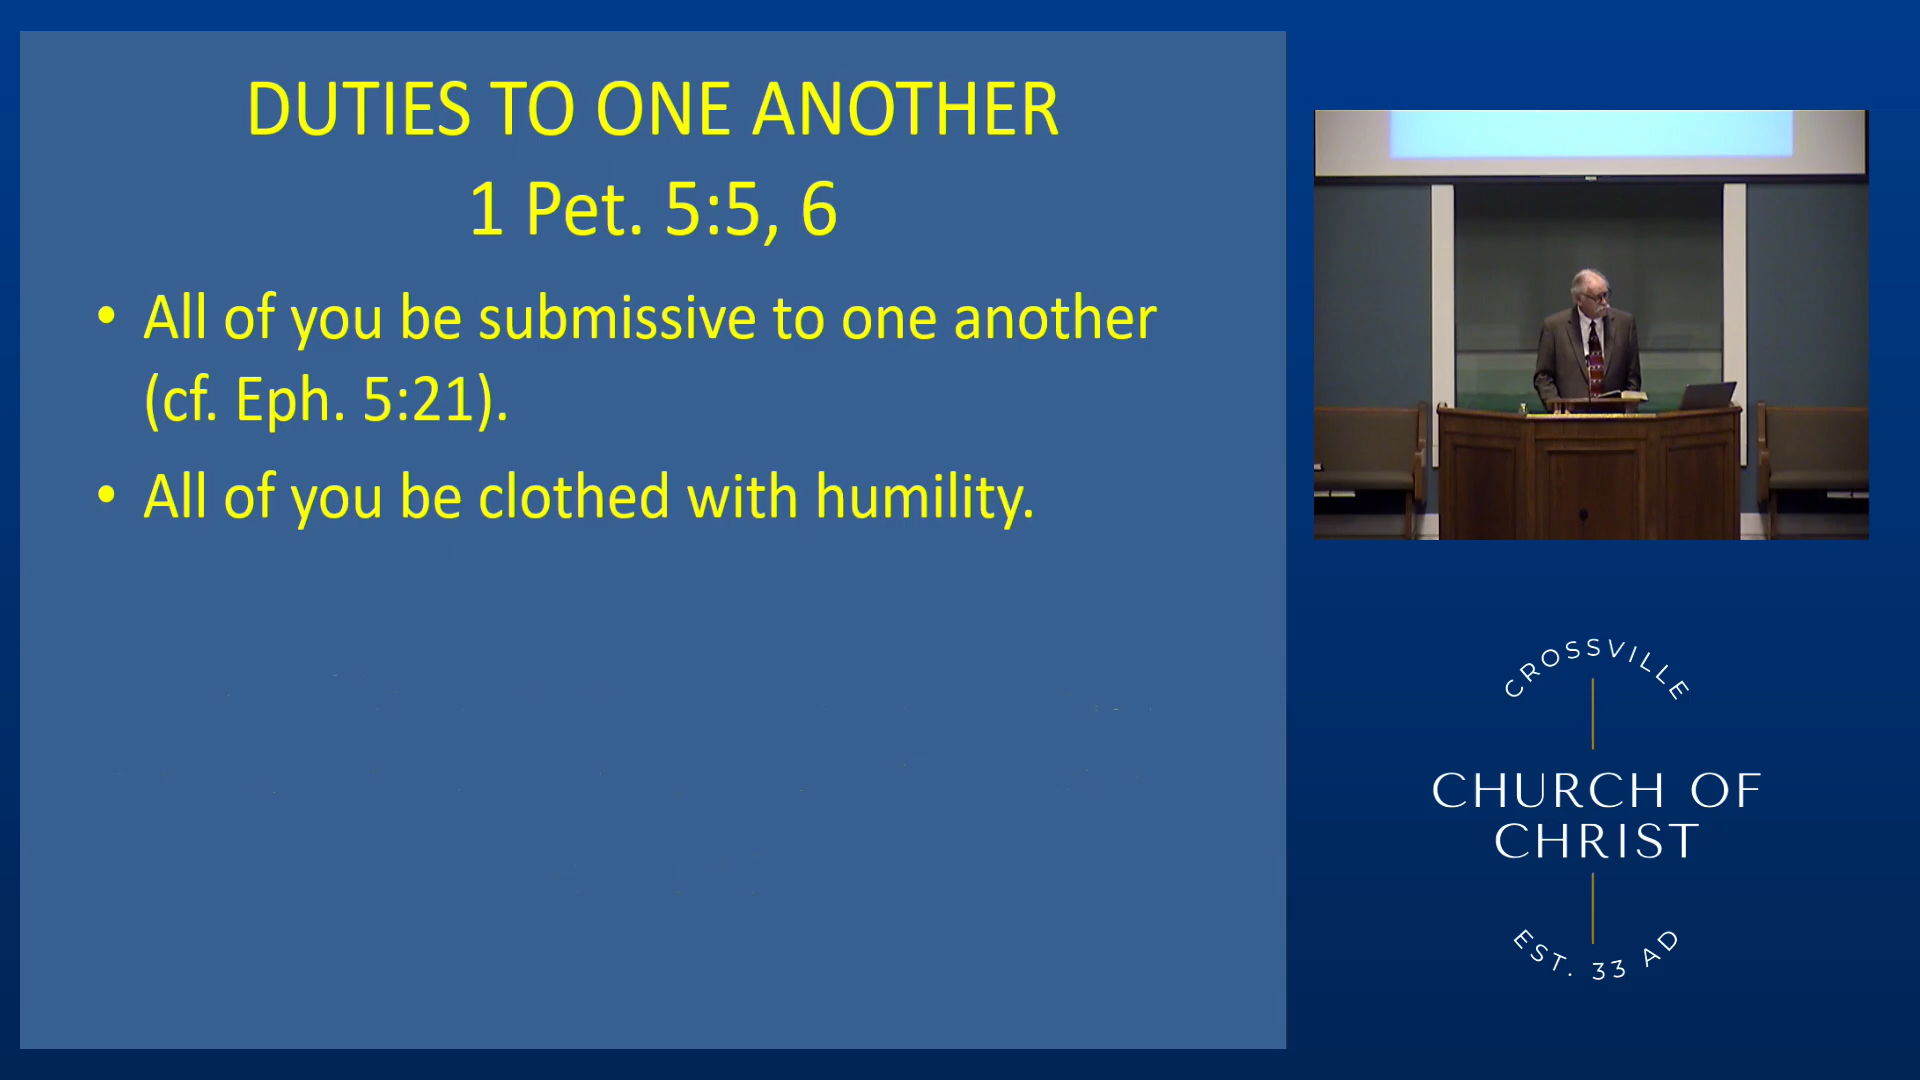 DUTIES TO ONE ANOTHER
1 Pet. 5:5, 6
• All of you be submissive to one another
(cf. Eph. 5:21).
• All of you be clothed with humility.
CROSSVILLE
CHURCH OF
CHRIST
EST. 33 AD